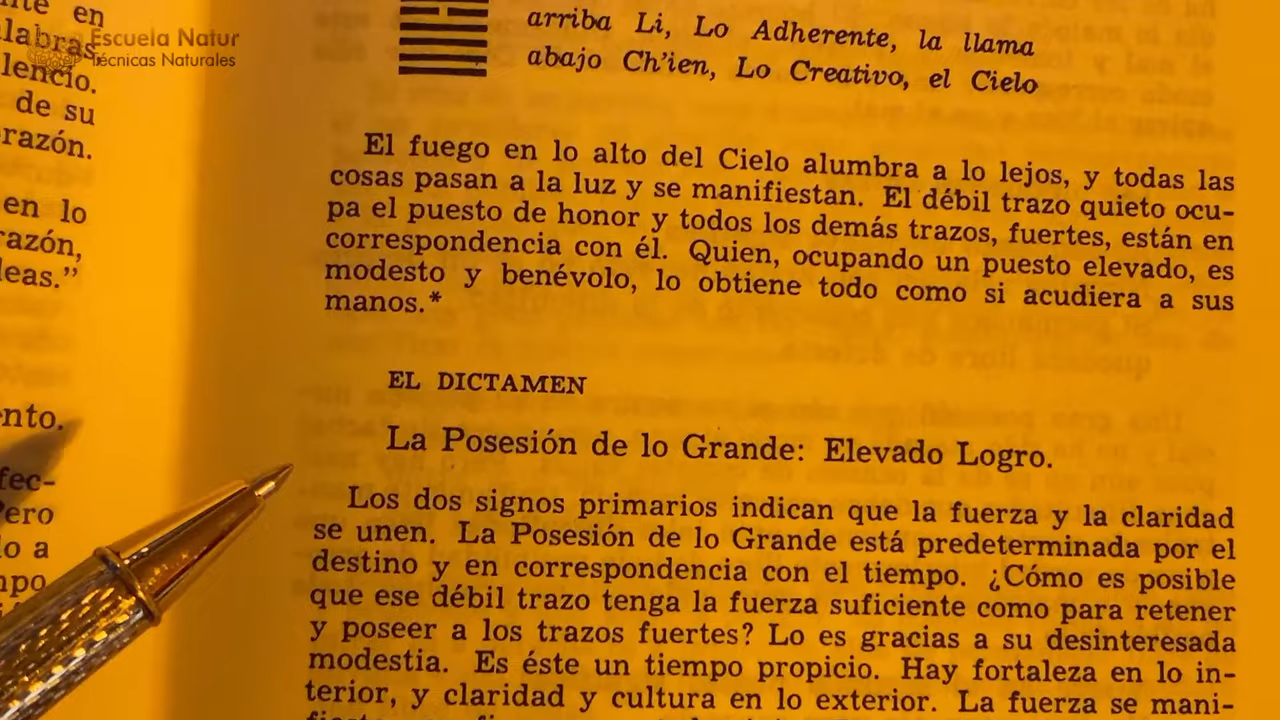 nte en
labras,
lencio.
de su
razón.
en lo
razón,
leas.”
nto.
fec-
Pero
lo a
mpo
Escuela Natur
Técnicas Naturales
arriba Li, Lo Adherente, la llama
abajo Ch’ien, Lo Creativo, el Cielo
El fuego en lo alto del Cielo alumbra a lo lejos, y todas las
cosas pasan a la luz y se manifiestan. El débil trazo quieto ocu-
pa el puesto de honor y todos los demás trazos, fuertes, están en
correspondencia con él. Quien, ocupando un puesto elevado, es
modesto y benévolo, lo obtiene todo como si acudiera a sus
manos.*
EL DICTAMEN
La Posesión de lo Grande: Elevado Logro.
Los dos signos primarios indican que la fuerza y la claridad
se unen. La Posesión de lo Grande está predeterminada por el
destino y en correspondencia con el tiempo. ¿Cómo es posible
que ese débil trazo tenga la fuerza suficiente como para retener
y poseer a los trazos fuertes? Lo es gracias a su desinteresada
modestia. Es éste un tiempo propicio. Hay fortaleza en lo in-
terior, y claridad y cultura en lo exterior. La fuerza se mani-